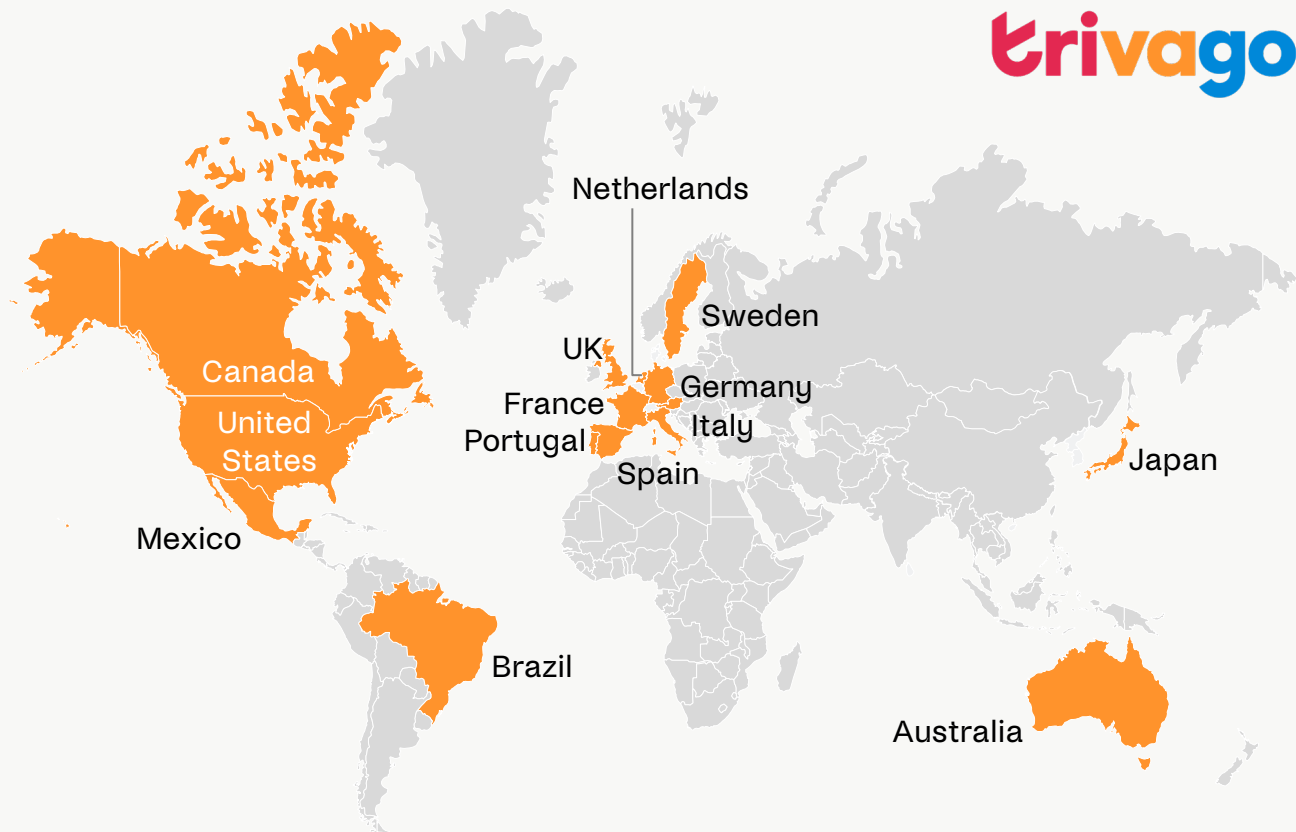 trivago
Netherlands
Sweden
UK
Canada
Germany
France
United
States
Italy
Portugal
Spain
Japan
Mexico
Brazil
Australia